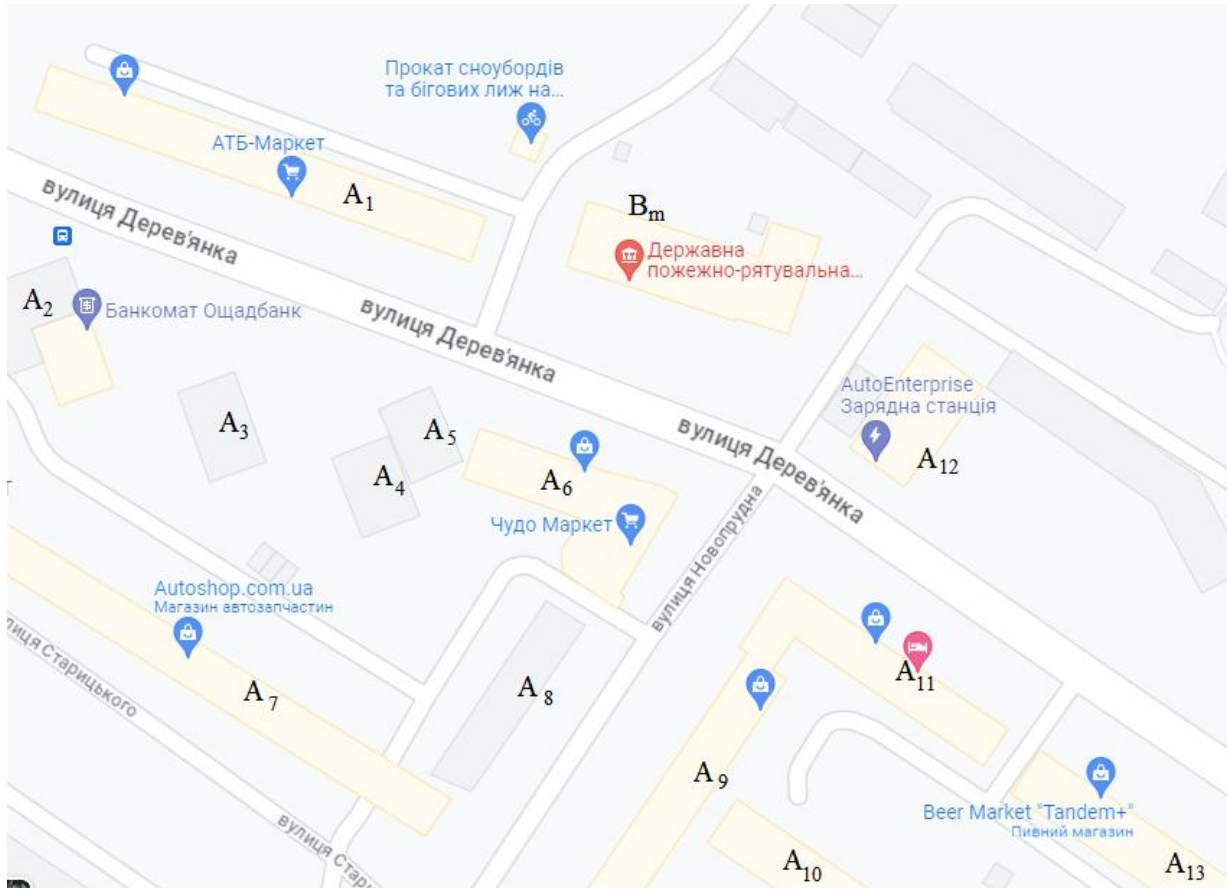 Прокат сноубордів
та бігових лиж на...
АТБ-Маркет
A1
Bm
вулиця Дерев'янка
Державна
пожежно-рятувальна...
A2
Банкомат Ощадбанк
вулиця Дерев'янка
AutoEnterprise
Зарядна станція
A3
A5
вулиця Дерев'янка
A12
A4
A6
Чудо Маркет
вулиця Новопрудна
Autoshop.com.ua
Магазин автозапчастин
лиця Старицького
A7
A8
A11
A9
Beer Market "Tandem+"
Пивний магазин
вулиця Стар
A10
A13